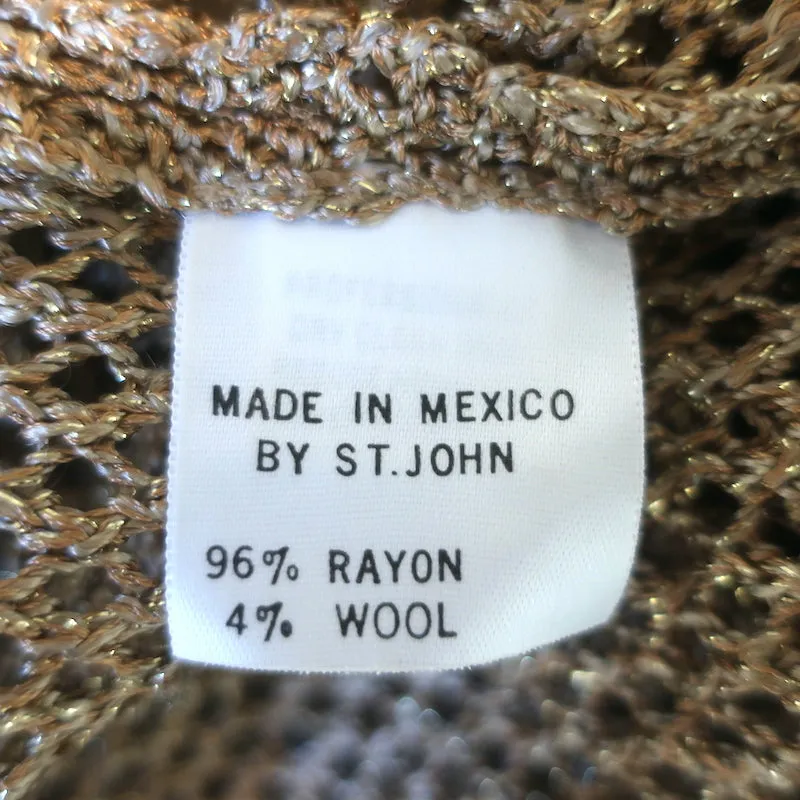 MADE IN MEXICO
BY ST.JOHN
96% RAYON
4% WOOL